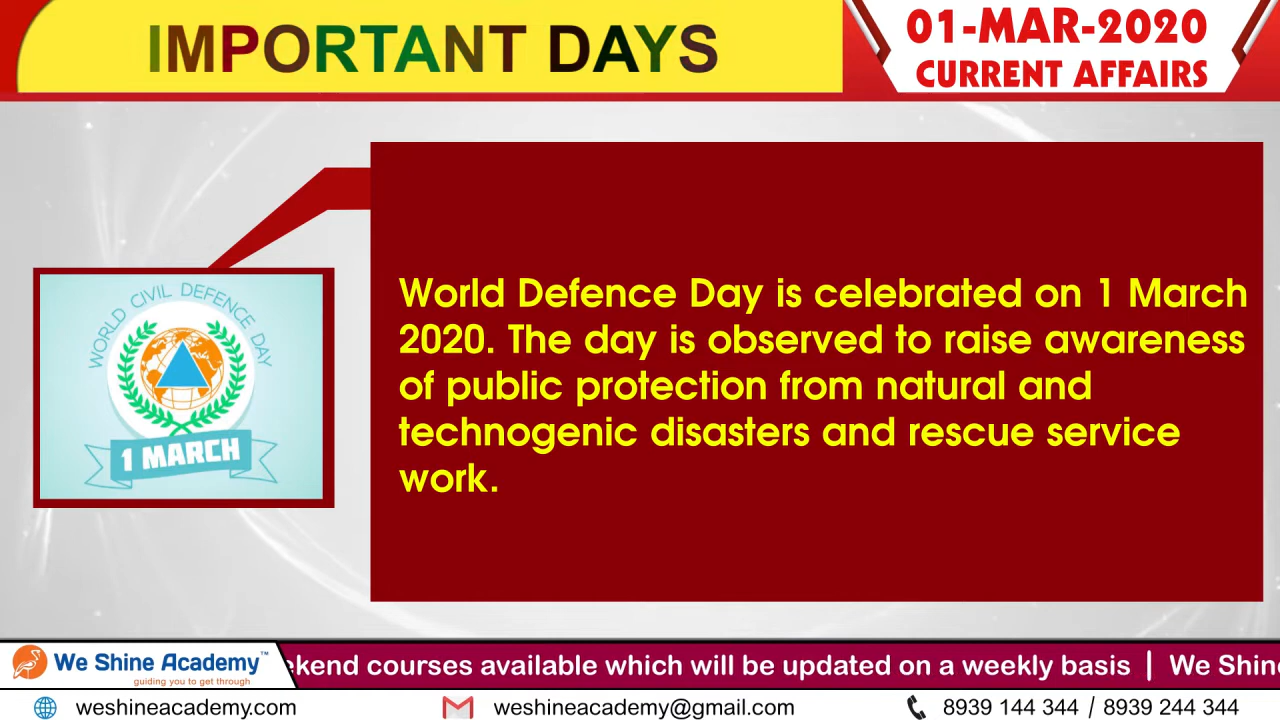 IMPORTANT DAYS
01-MAR-2020
CURRENT AFFAIRS
World Defence Day is celebrated on 1 March
2020. The day is observed to raise awareness
of public protection from natural and
technogenic disasters and rescue service
work.
WORLD CIVIL DEFENCE DAY
1 MARCH
We Shine Academy™
guiding you to get through
courses available which will be updated on a weekly basis | We
weshineacademy.com
weshineacademy@gmail.com
8939 144 344 / 8939 244 344